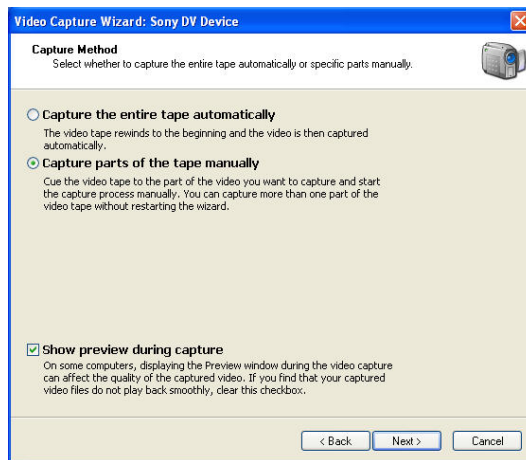 Video Capture Wizard: Sony DV Device
Capture Method
Select whether to capture the entire tape automatically or specific parts manually.
Capture the entire tape automatically
The video tape rewinds to the beginning and the video is then captured
automatically.
Capture parts of the tape manually
Cue the video tape to the part of the video you want to capture and start
the capture process manually. You can capture more than one part of the
video tape without restarting the wizard.
Show preview during capture
On some computers, displaying the Preview window during the video capture
can affect the quality of the captured video. If you find that your captured
video files do not play back smoothly, clear this checkbox.
< Back Next > Cancel